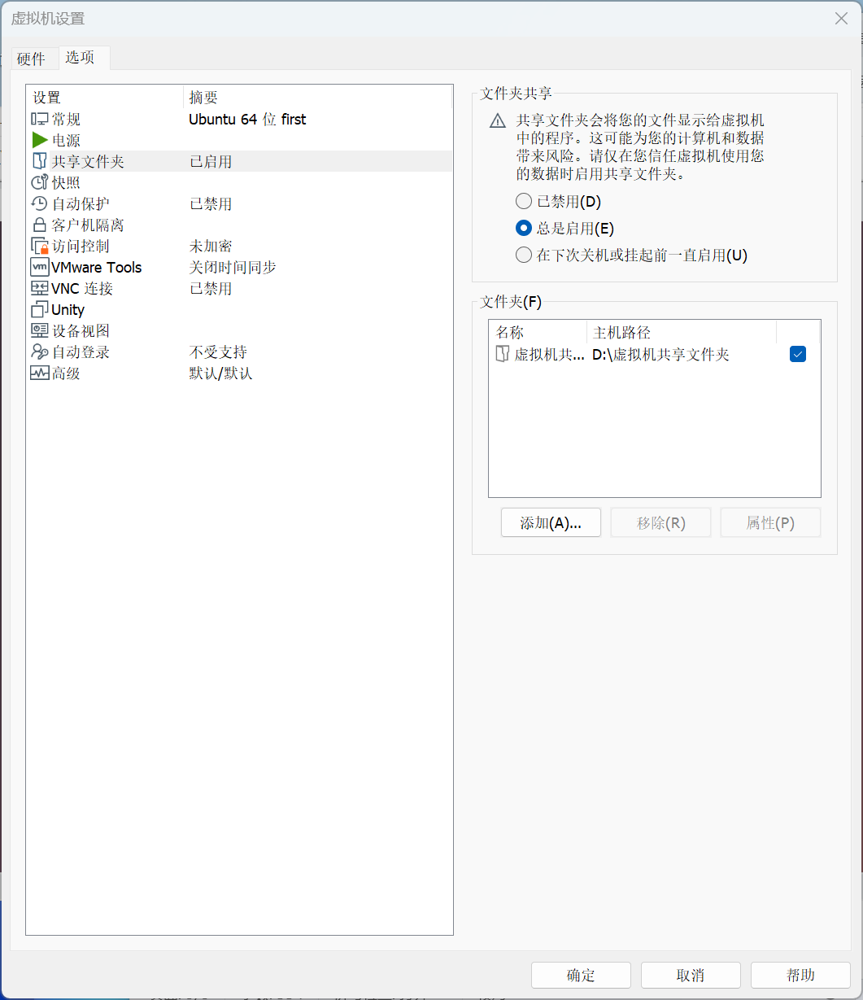 虚拟机设置
硬件
选项
设置 摘要
常规 Ubuntu 64 位 first
电源
共享文件夹 已启用
快照
自动保护 已禁用
客户机隔离
访问控制 未加密
VMware Tools 关闭时间同步
VNC 连接 已禁用
Unity
设备视图
自动登录 不受支持
高级 默认/默认
文件夹共享
共享文件夹会将您的文件显示给虚拟机
中的程序。这可能为您的计算机和数据
带来风险。请仅在您信任虚拟机使用您
的数据时启用共享文件夹。
已禁用(D)
总是启用(E)
在下次关机或挂起前一直启用(U)
文件夹(F)
名称 主机路径
虚拟机共... D:\虚拟机共享文件夹
添加(A)... 移除(R) 属性(P)
确定 取消 帮助